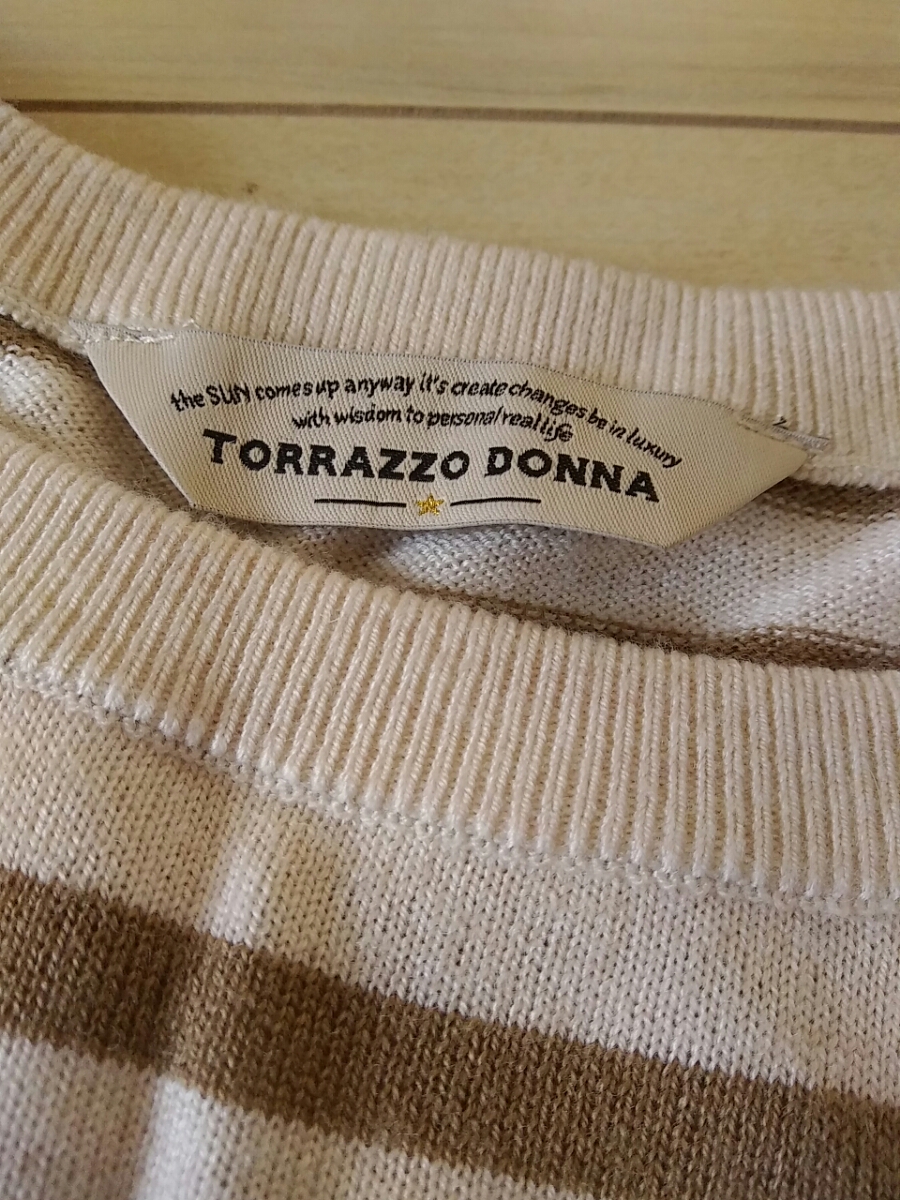 the SUN comes up anyway it's create changes be in luxury
with wisdom to personal real life
TORRAZZO DONNA